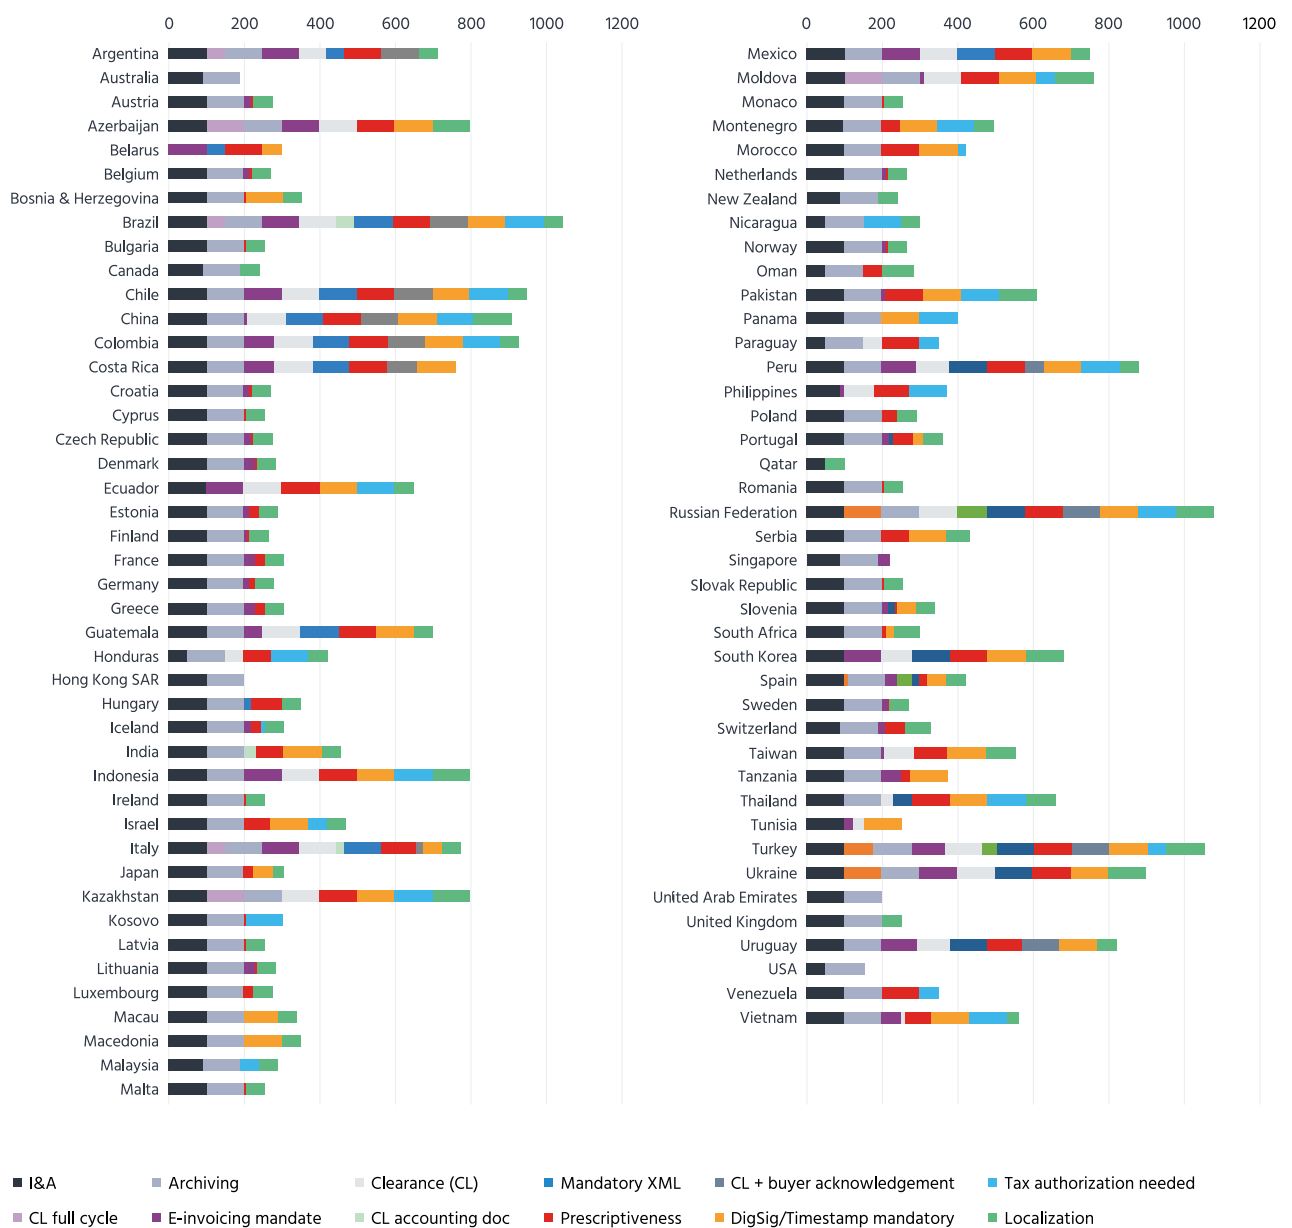 0 200 400 600 800 1000 1200
Argentina
Australia
Austria
Azerbaijan
Belarus
Belgium
Bosnia & Herzegovina
Brazil
Bulgaria
Canada
Chile
China
Colombia
Costa Rica
Croatia
Cyprus
Czech Republic
Denmark
Ecuador
Estonia
Finland
France
Germany
Greece
Guatemala
Honduras
Hong Kong SAR
Hungary
Iceland
India
Indonesia
Ireland
Israel
Italy
Japan
Kazakhstan
Kosovo
Latvia
Lithuania
Luxembourg
Macau
Macedonia
Malaysia
Malta
0 200 400 600 800 1000 1200
Mexico
Moldova
Monaco
Montenegro
Morocco
Netherlands
New Zealand
Nicaragua
Norway
Oman
Pakistan
Panama
Paraguay
Peru
Philippines
Poland
Portugal
Qatar
Romania
Russian Federation
Serbia
Singapore
Slovak Republic
Slovenia
South Africa
South Korea
Spain
Sweden
Switzerland
Taiwan
Tanzania
Thailand
Tunisia
Turkey
Ukraine
United Arab Emirates
United Kingdom
Uruguay
USA
Venezuela
Vietnam
I&A Archiving Clearance (CL) Mandatory XML CL + buyer acknowledgement Tax authorization needed
CL full cycle E-invoicing mandate CL accounting doc Prescriptiveness DigSig/Timestamp mandatory Localization